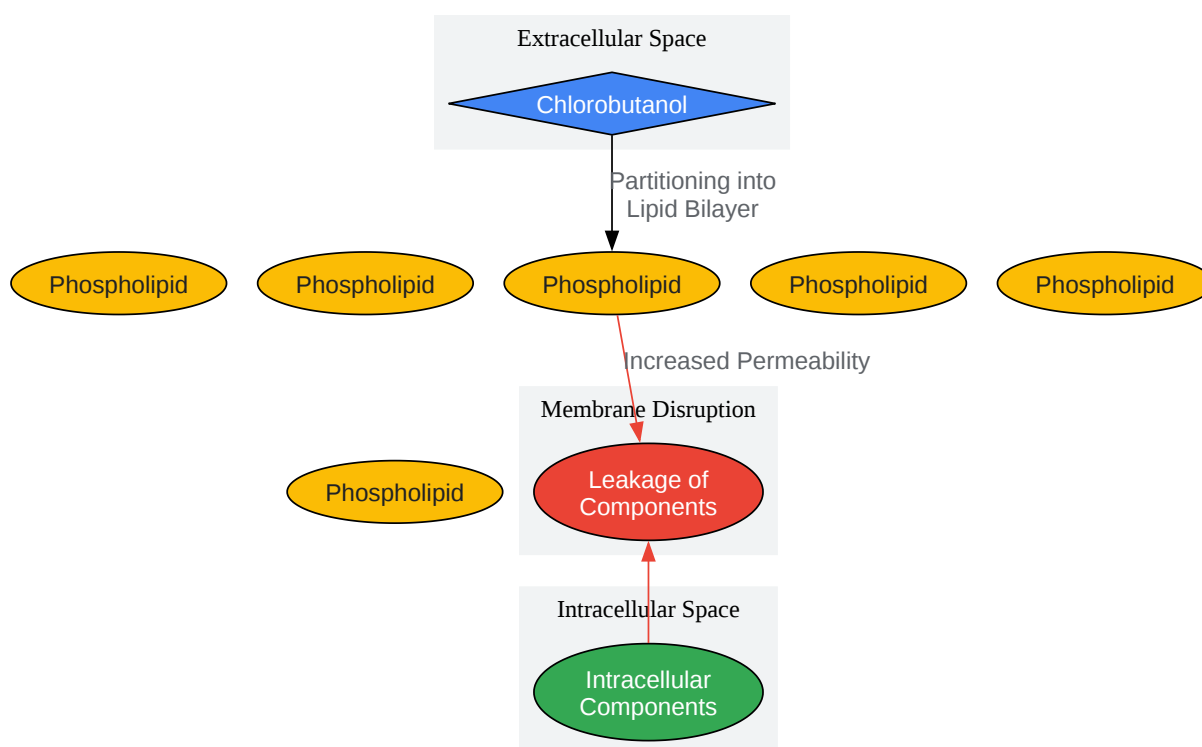 Extracellular Space
Chlorobutanol
Partitioning into
Lipid Bilayer
Phospholipid
Phospholipid
Phospholipid
Phospholipid
Phospholipid
Increased Permeability
Membrane Disruption
Phospholipid
Leakage of
Components
Intracellular Space
Intracellular
Components